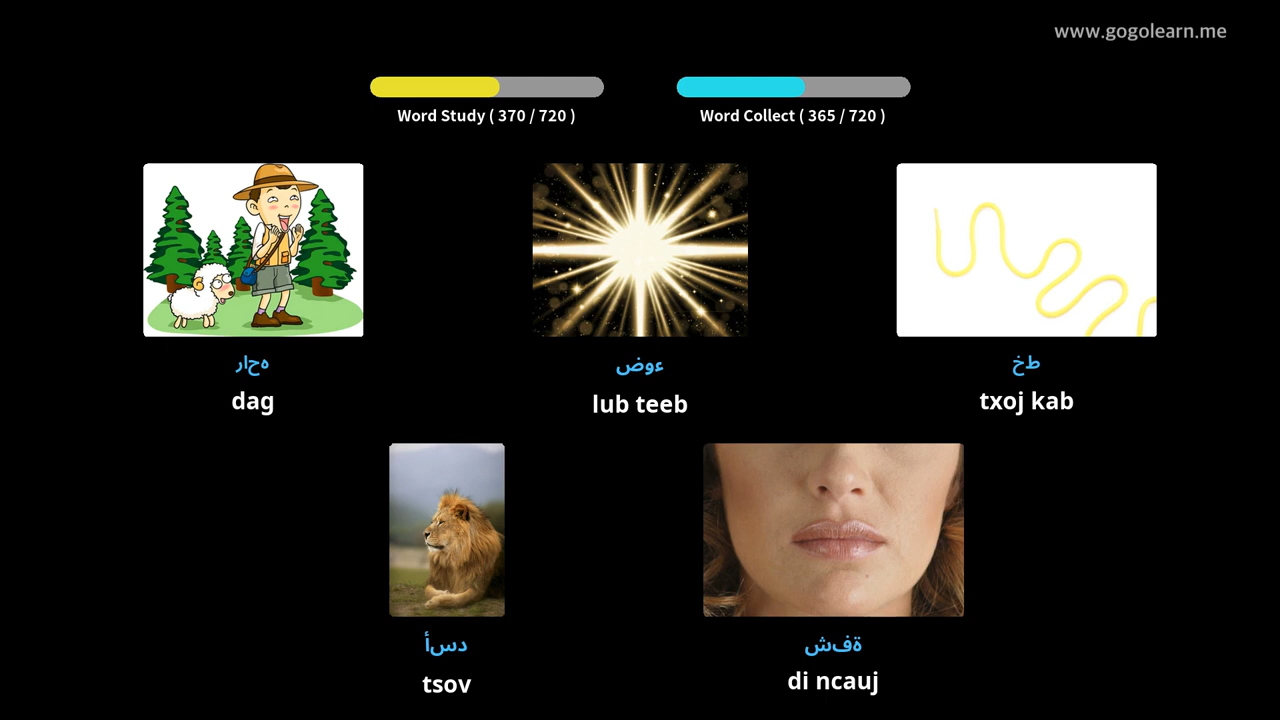 www.gogolearn.me
Word Study ( 370 / 720 )
Word Collect ( 365 / 720 )
هحار
dag
ءوض
lub teeb
طخ
txoj kab
دسأ
tsov
ةفش
di ncauj